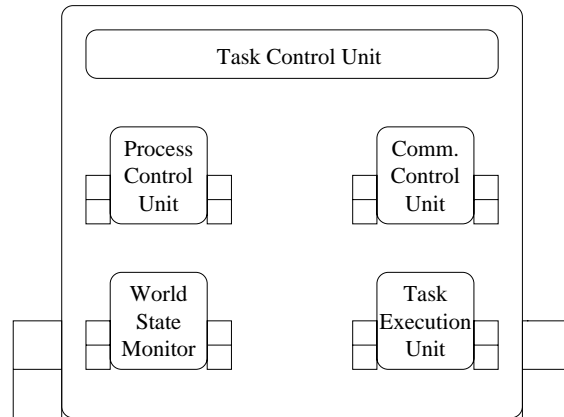 Task Control Unit
Process
Control
Unit
Comm.
Control
Unit
World
State
Monitor
Task
Execution
Unit